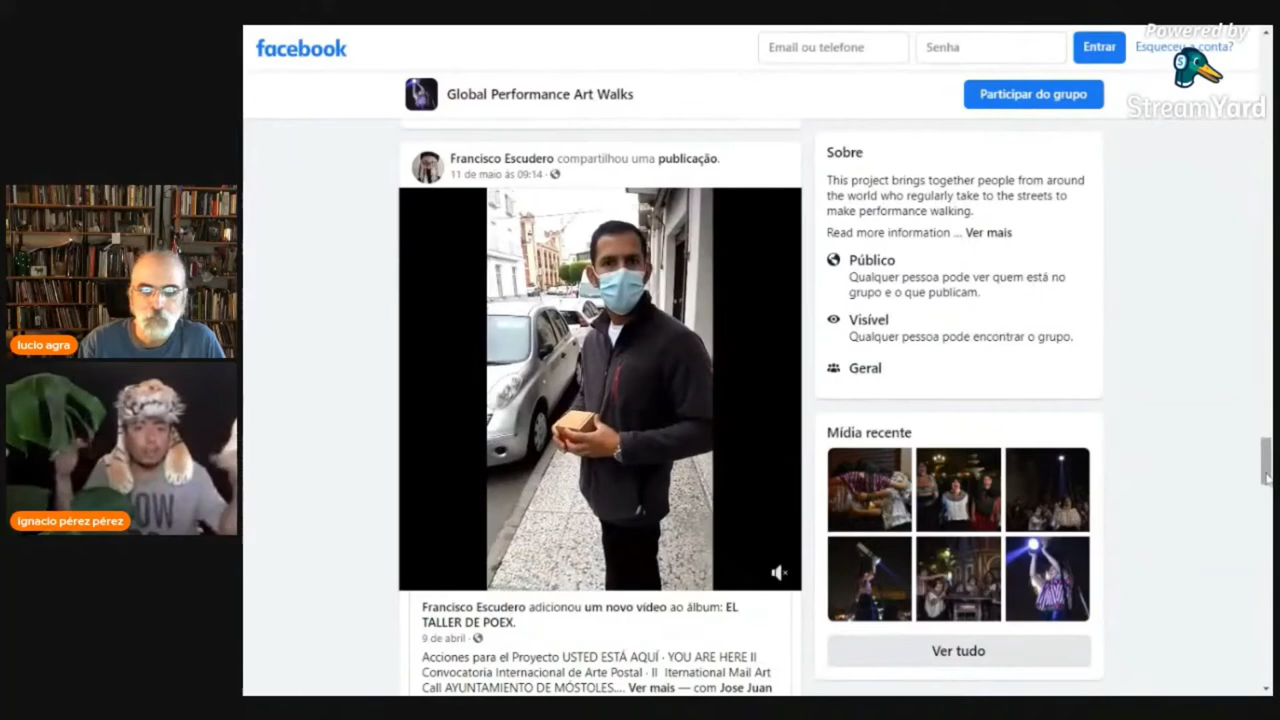 facebook
Email ou telefone
Senha
Entrar
Esqueceu a conta?
Powered by
StreamYard
Global Performance Art Walks
Participar do grupo
Francisco Escudero compartilhou uma publicação.
11 de maio às 09:14 ·
Francisco Escudero adicionou um novo vídeo ao álbum: EL
TALLER DE POEX.
9 de abril ·
Acciones para el Proyecto USTED ESTÁ AQUÍ · YOU ARE HERE II
Convocatoria Internacional de Arte Postal · II Iternational Mail Art
Call AYUNTAMIENTO DE MÓSTOLES.... Ver mais — com Jose Juan
Sobre
This project brings together people from around
the world who regularly take to the streets to
make performance walking.
Read more information ... Ver mais
Público
Qualquer pessoa pode ver quem está no
grupo e o que publicam.
Visível
Qualquer pessoa pode encontrar o grupo.
Geral
Mídia recente
Ver tudo
lucio agra
ignacio pérez pérez